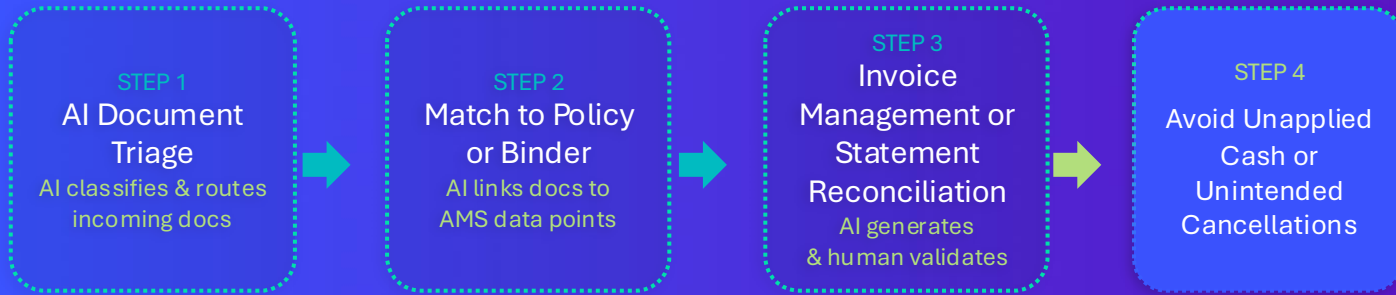 STEP 1
AI Document
Triage
AI classifies & routes
incoming docs
STEP 2
Match to Policy
or Binder
AI links docs to
AMS data points
STEP 3
Invoice
Management or
Statement
Reconciliation
AI generates
& human validates
STEP 4
Avoid Unapplied
Cash or
Unintended
Cancellations